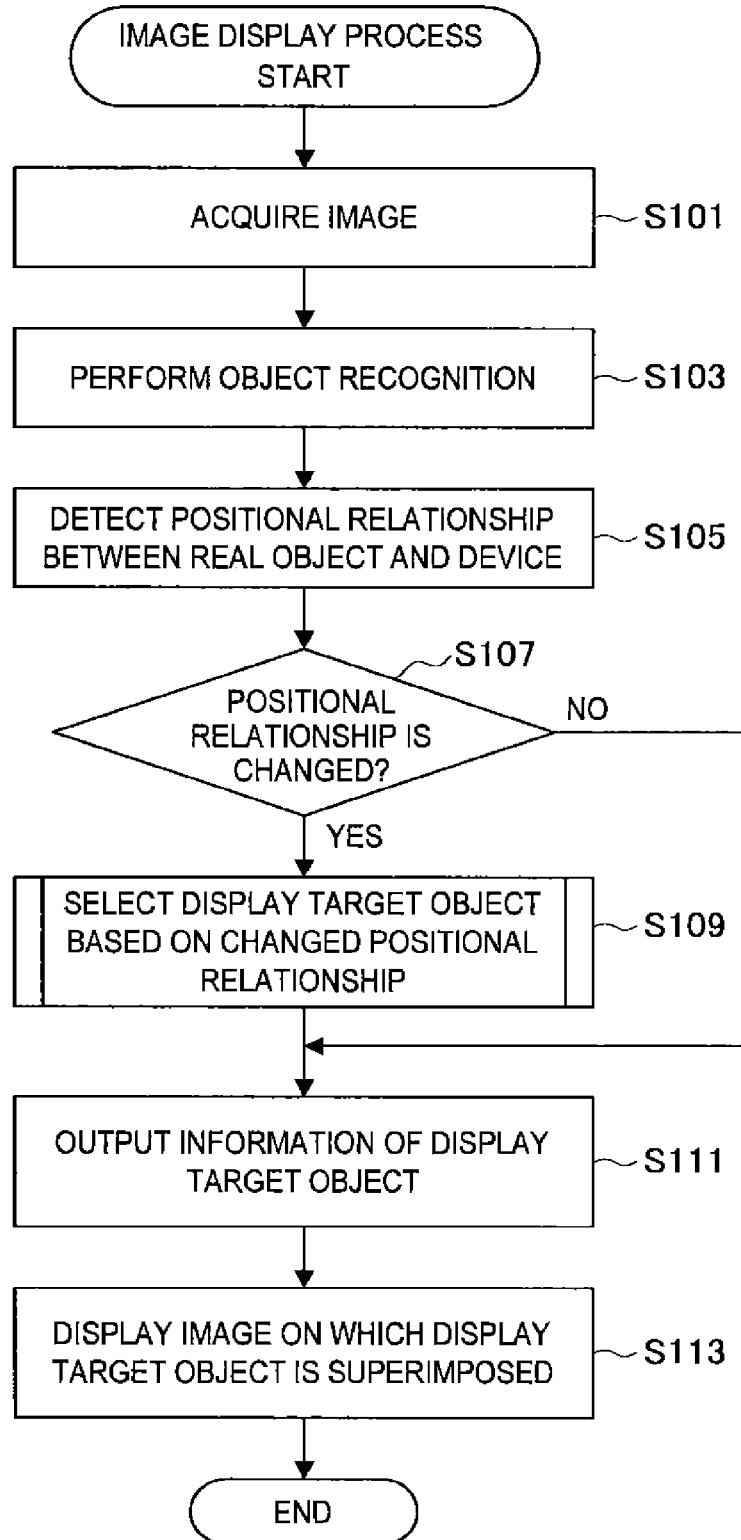 IMAGE DISPLAY PROCESS
START
ACQUIRE IMAGE
S101
PERFORM OBJECT RECOGNITION
S103
DETECT POSITIONAL RELATIONSHIP
BETWEEN REAL OBJECT AND DEVICE
S105
S107
POSITIONAL
RELATIONSHIP IS
CHANGED?
NO
YES
SELECT DISPLAY TARGET OBJECT
BASED ON CHANGED POSITIONAL
RELATIONSHIP
S109
OUTPUT INFORMATION OF DISPLAY
TARGET OBJECT
S111
DISPLAY IMAGE ON WHICH DISPLAY
TARGET OBJECT IS SUPERIMPOSED
S113
END